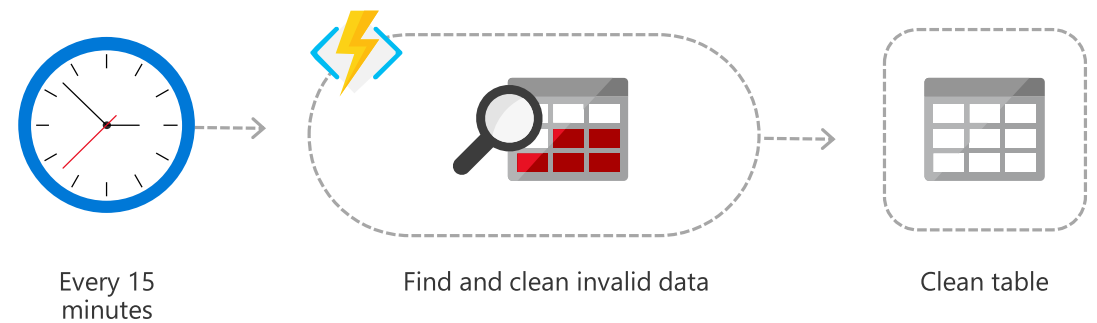 Every 15
minutes
Find and clean invalid data
Clean table